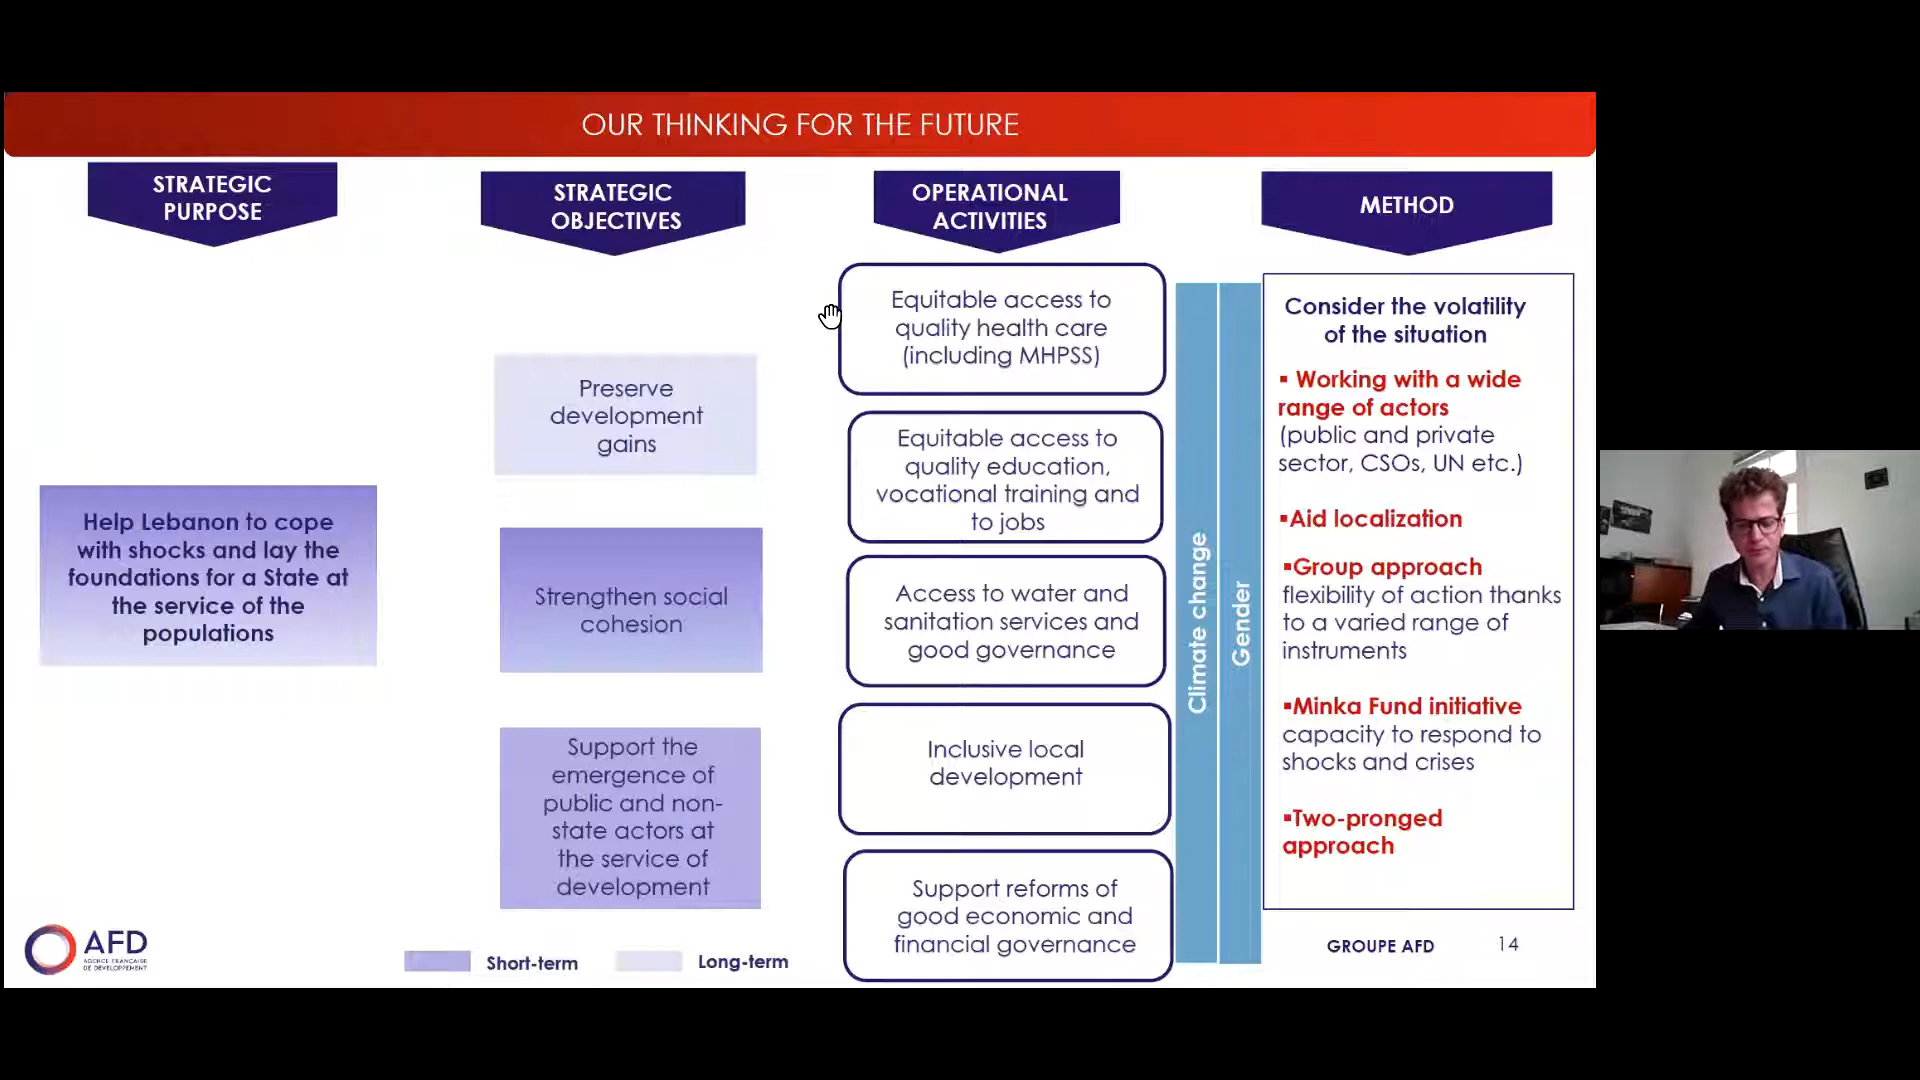 OUR THINKING FOR THE FUTURE
STRATEGIC
PURPOSE
Help Lebanon to cope
with shocks and lay the
foundations for a State at
the service of the
populations
STRATEGIC
OBJECTIVES
Preserve
development
gains
Strengthen social
cohesion
Support the
emergence of
public and non-
state actors at
the service of
development
OPERATIONAL
ACTIVITIES
Equitable access to
quality health care
(including MHPSS)
Equitable access to
quality education,
vocational training and
to jobs
Access to water and
sanitation services and
good governance
Inclusive local
development
Support reforms of
good economic and
financial governance
Climate change
Gender
METHOD
Consider the volatility
of the situation
▪ Working with a wide
range of actors
(public and private
sector, CSOs, UN etc.)
▪Aid localization
▪Group approach
flexibility of action thanks
to a varied range of
instruments
▪Minka Fund initiative
capacity to respond to
shocks and crises
▪Two-pronged
approach
AFD
AGENCE FRANÇAISE
DE DÉVELOPPEMENT
Short-term
Long-term
GROUPE AFD
14